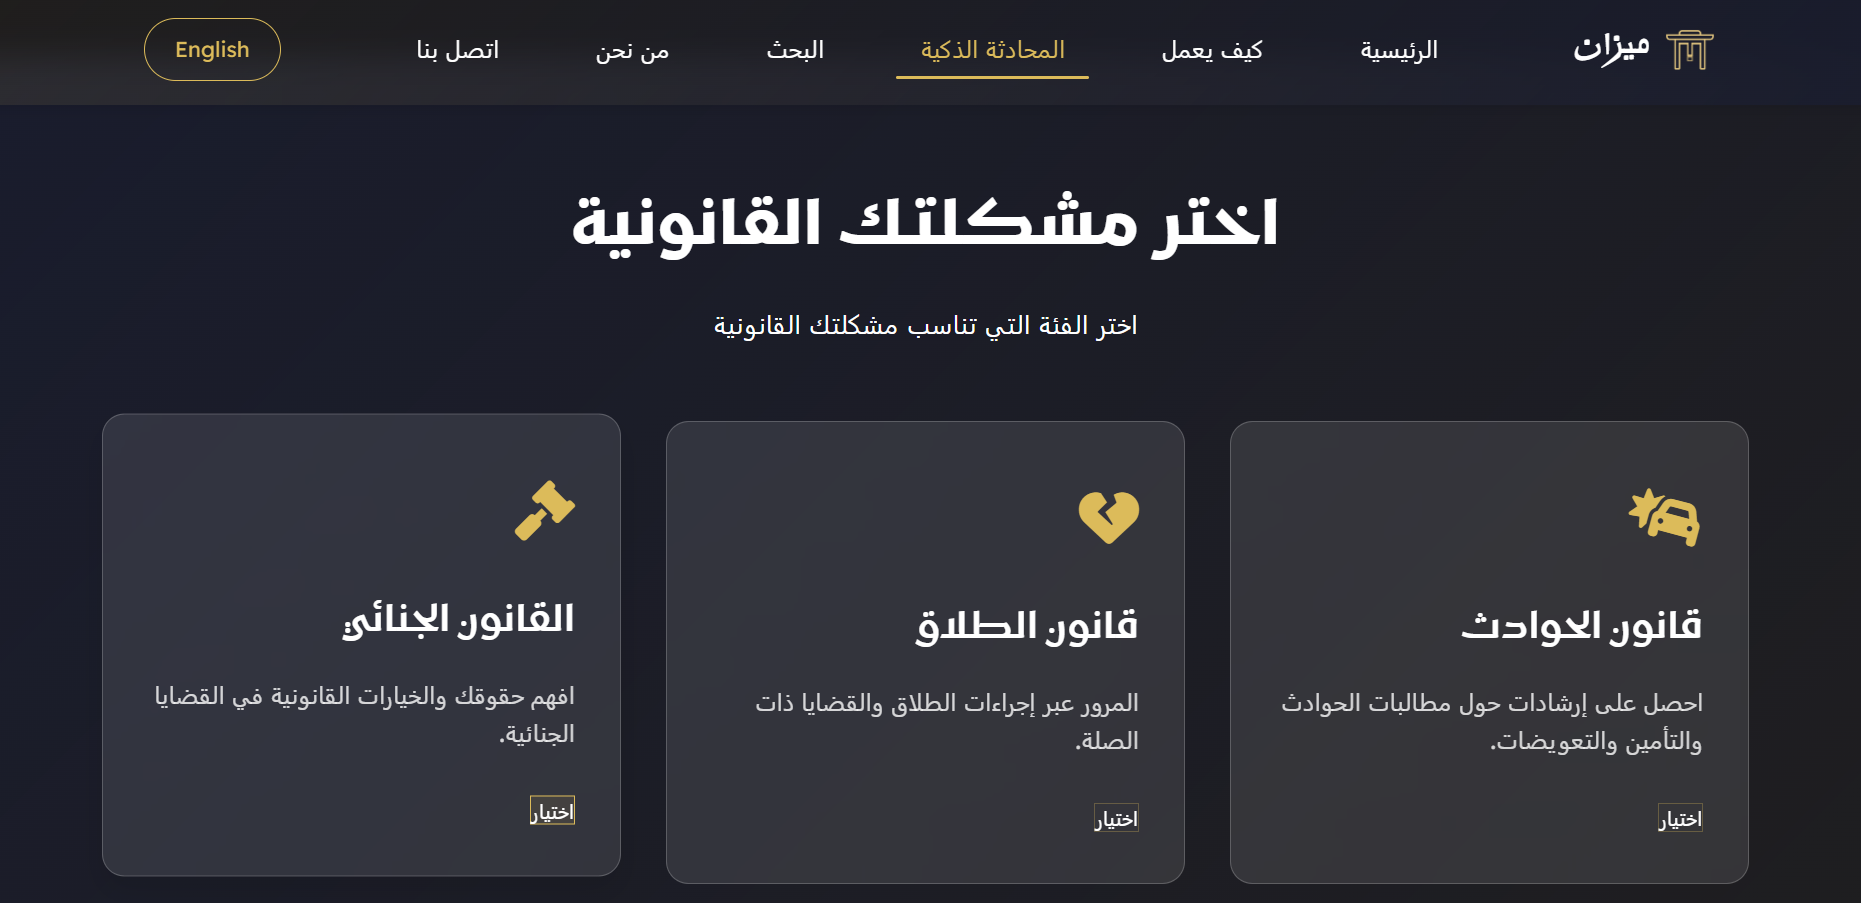 ميزان
الرئيسية
كيف يعمل
المحادثة الذكية
البحث
من نحن
اتصل بنا
English
اختر مشكلتك القانونية
اختر الفئة التي تناسب مشكلتك القانونية
قانون الحوادث
احصل على إرشادات حول مطالبات الحوادث
والتأمين والتعويضات.
اختيار
قانون الطلاق
المرور عبر إجراءات الطلاق والقضايا ذات
الصلة.
اختيار
القانون الجنائي
افهم حقوقك والخيارات القانونية في القضايا
الجنائية.
اختيار